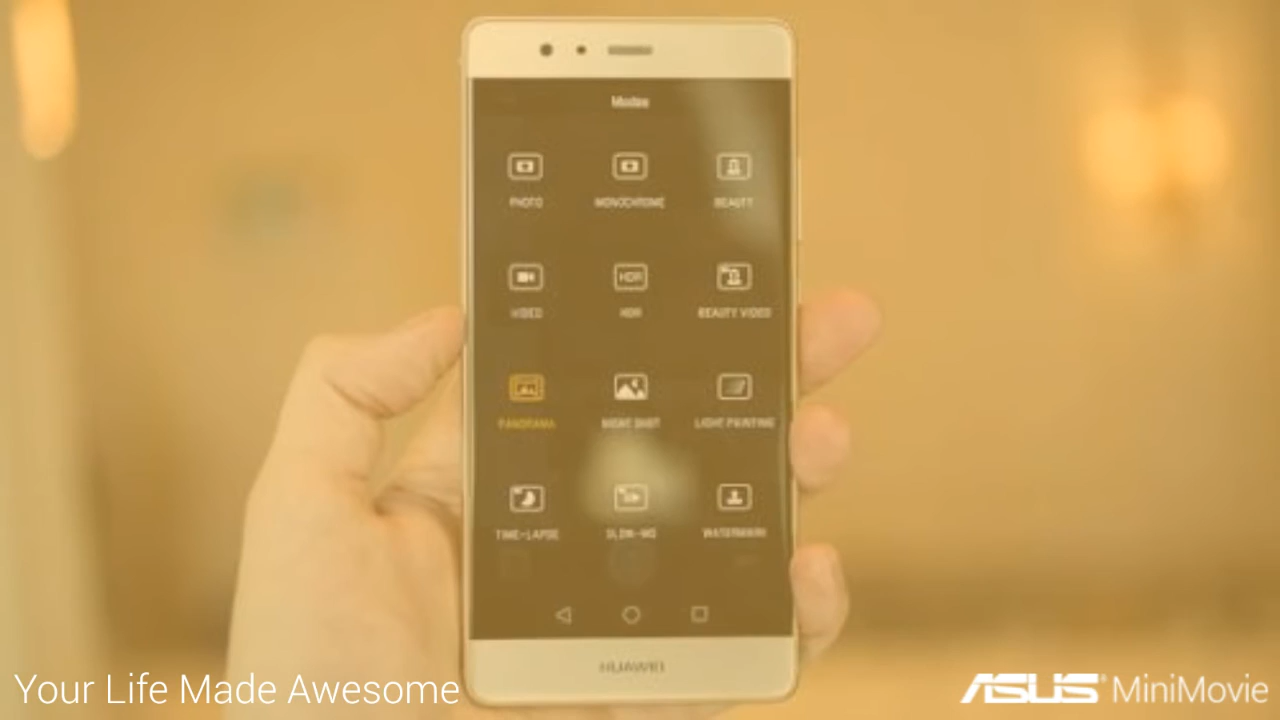 Modes
PHOTO MONOCHROME BEAUTY
VIDEO HDR HDR BEAUTY VIDEO
PANORAMA NIGHT SHOT LIGHT PAINTING
TIME-LAPSE SLOW-MO WATERMARK
HUAWEI
Your Life Made Awesome
ASUS MiniMovie